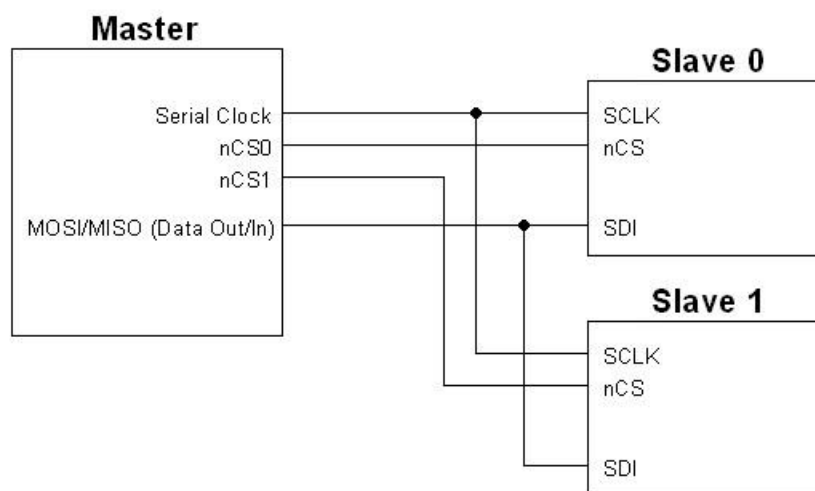 Master
Serial Clock
nCS0
nCS1
MOSI/MISO (Data Out/In)
Slave 0
SCLK
nCS
SDI
Slave 1
SCLK
nCS
SDI